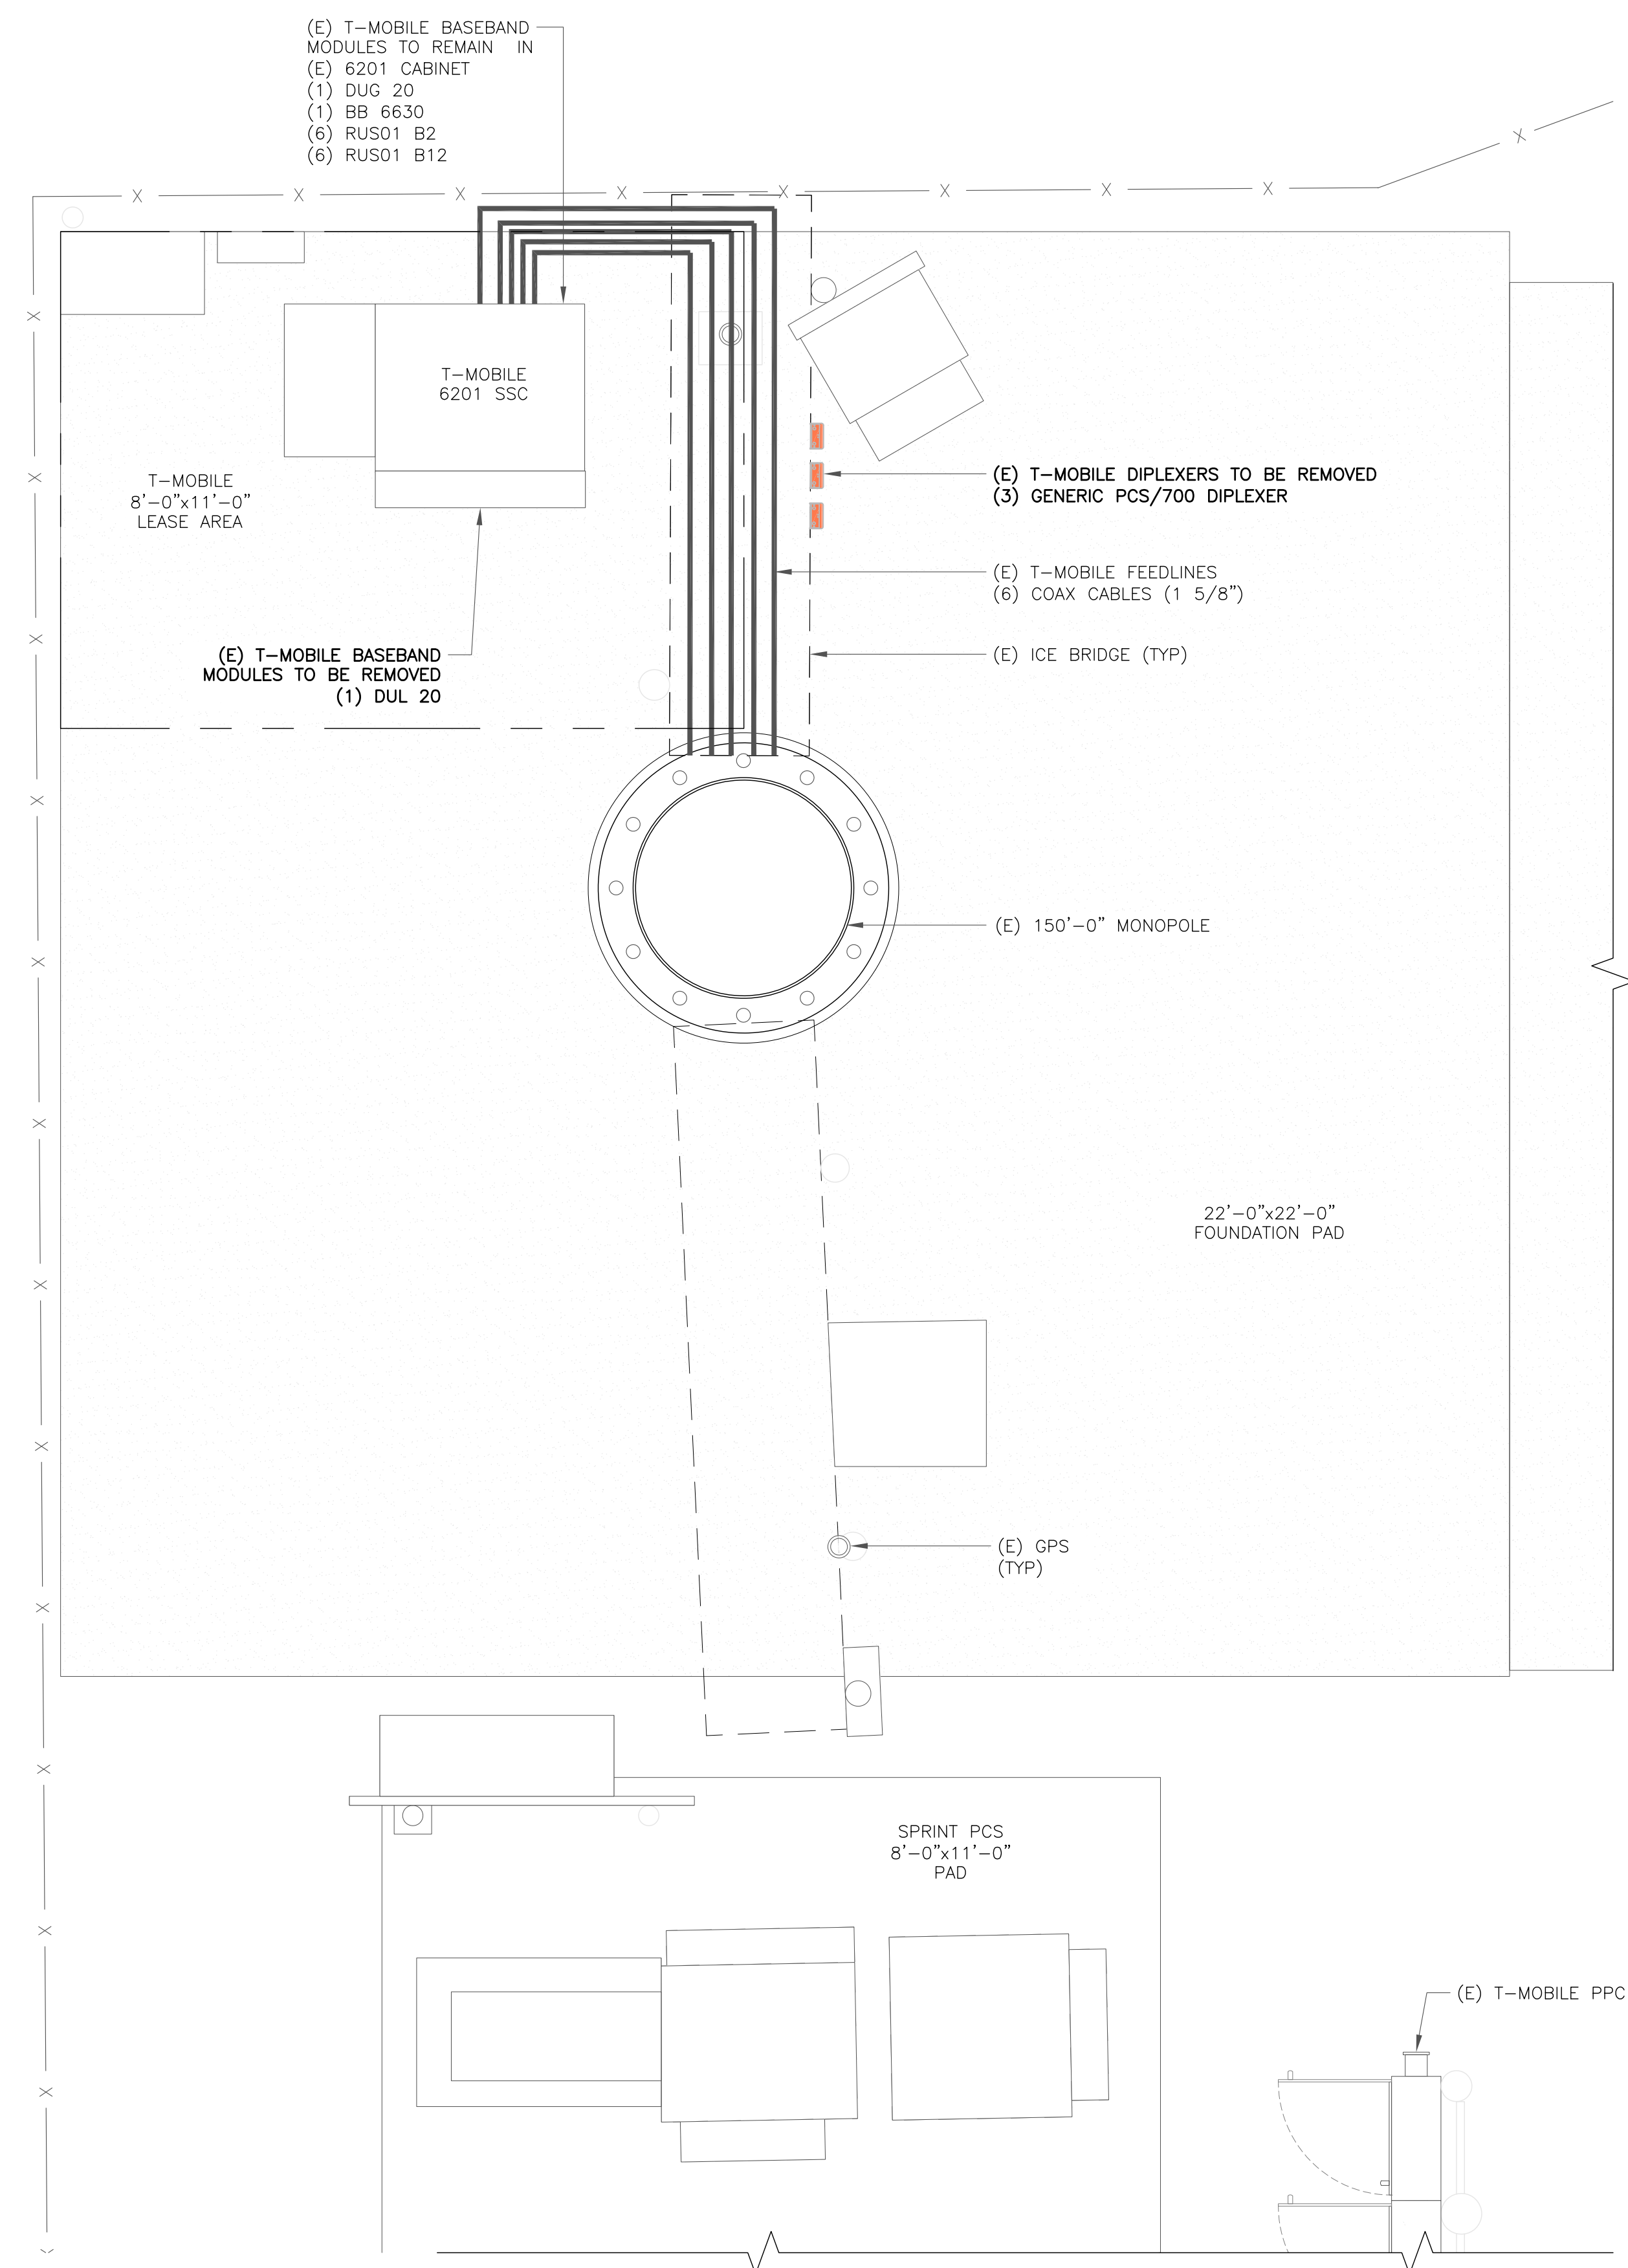 (E) T-MOBILE BASEBAND
MODULES TO REMAIN IN
(E) 6201 CABINET
(1) DUG 20
(1) BB 6630
(6) RUS01 B2
(6) RUS01 B12
T-MOBILE
6201 SSC
T-MOBILE
8'-0"x11'-0"
LEASE AREA
(E) T-MOBILE DIPLEXERS TO BE REMOVED
(3) GENERIC PCS/700 DIPLEXER
(E) T-MOBILE FEEDLINES
(6) COAX CABLES (1 5/8")
(E) T-MOBILE BASEBAND
MODULES TO BE REMOVED
(1) DUL 20
(E) ICE BRIDGE (TYP)
(E) 150'-0" MONOPOLE
22'-0"x22'-0"
FOUNDATION PAD
(E) GPS
(TYP)
SPRINT PCS
8'-0"x11'-0"
PAD
(E) T-MOBILE PPC